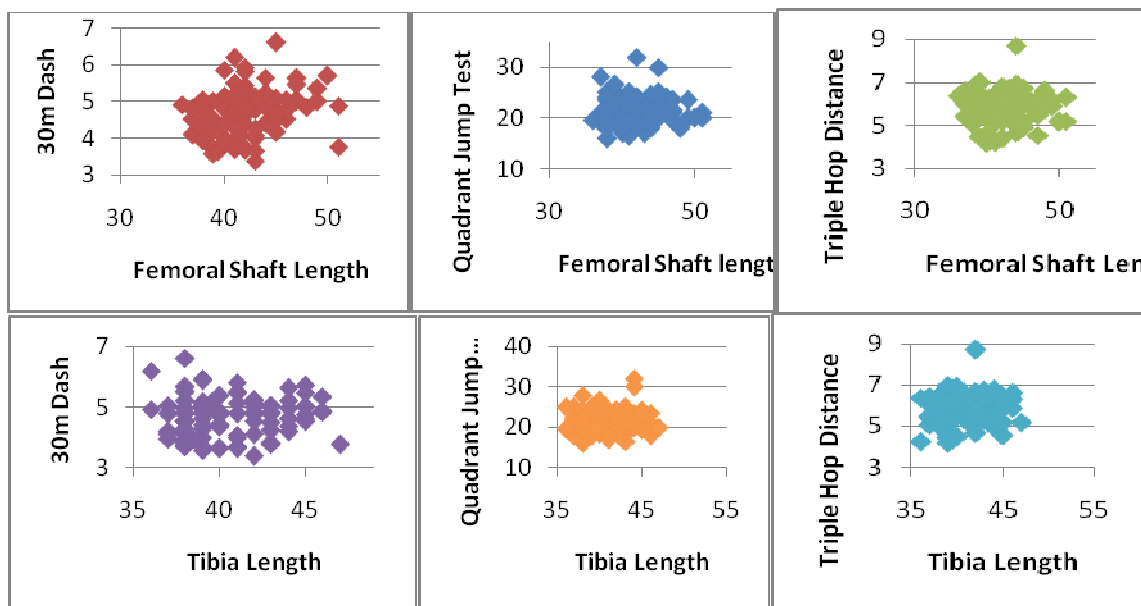 7
6
5
4
3
30 40 50
30m Dash
Femoral Shaft Length
30
20
10
30 50
Quadrant Jump Test
Femoral Shaft lengt
9
7
5
3
30 50
Triple Hop Distance
Femoral Shaft Len
7
5
3
35 45
30m Dash
Tibia Length
40
30
20
10
35 45 55
Quadrant Jump...
Tibia Length
9
7
5
3
35 45 55
Triple Hop Distance
Tibia Length